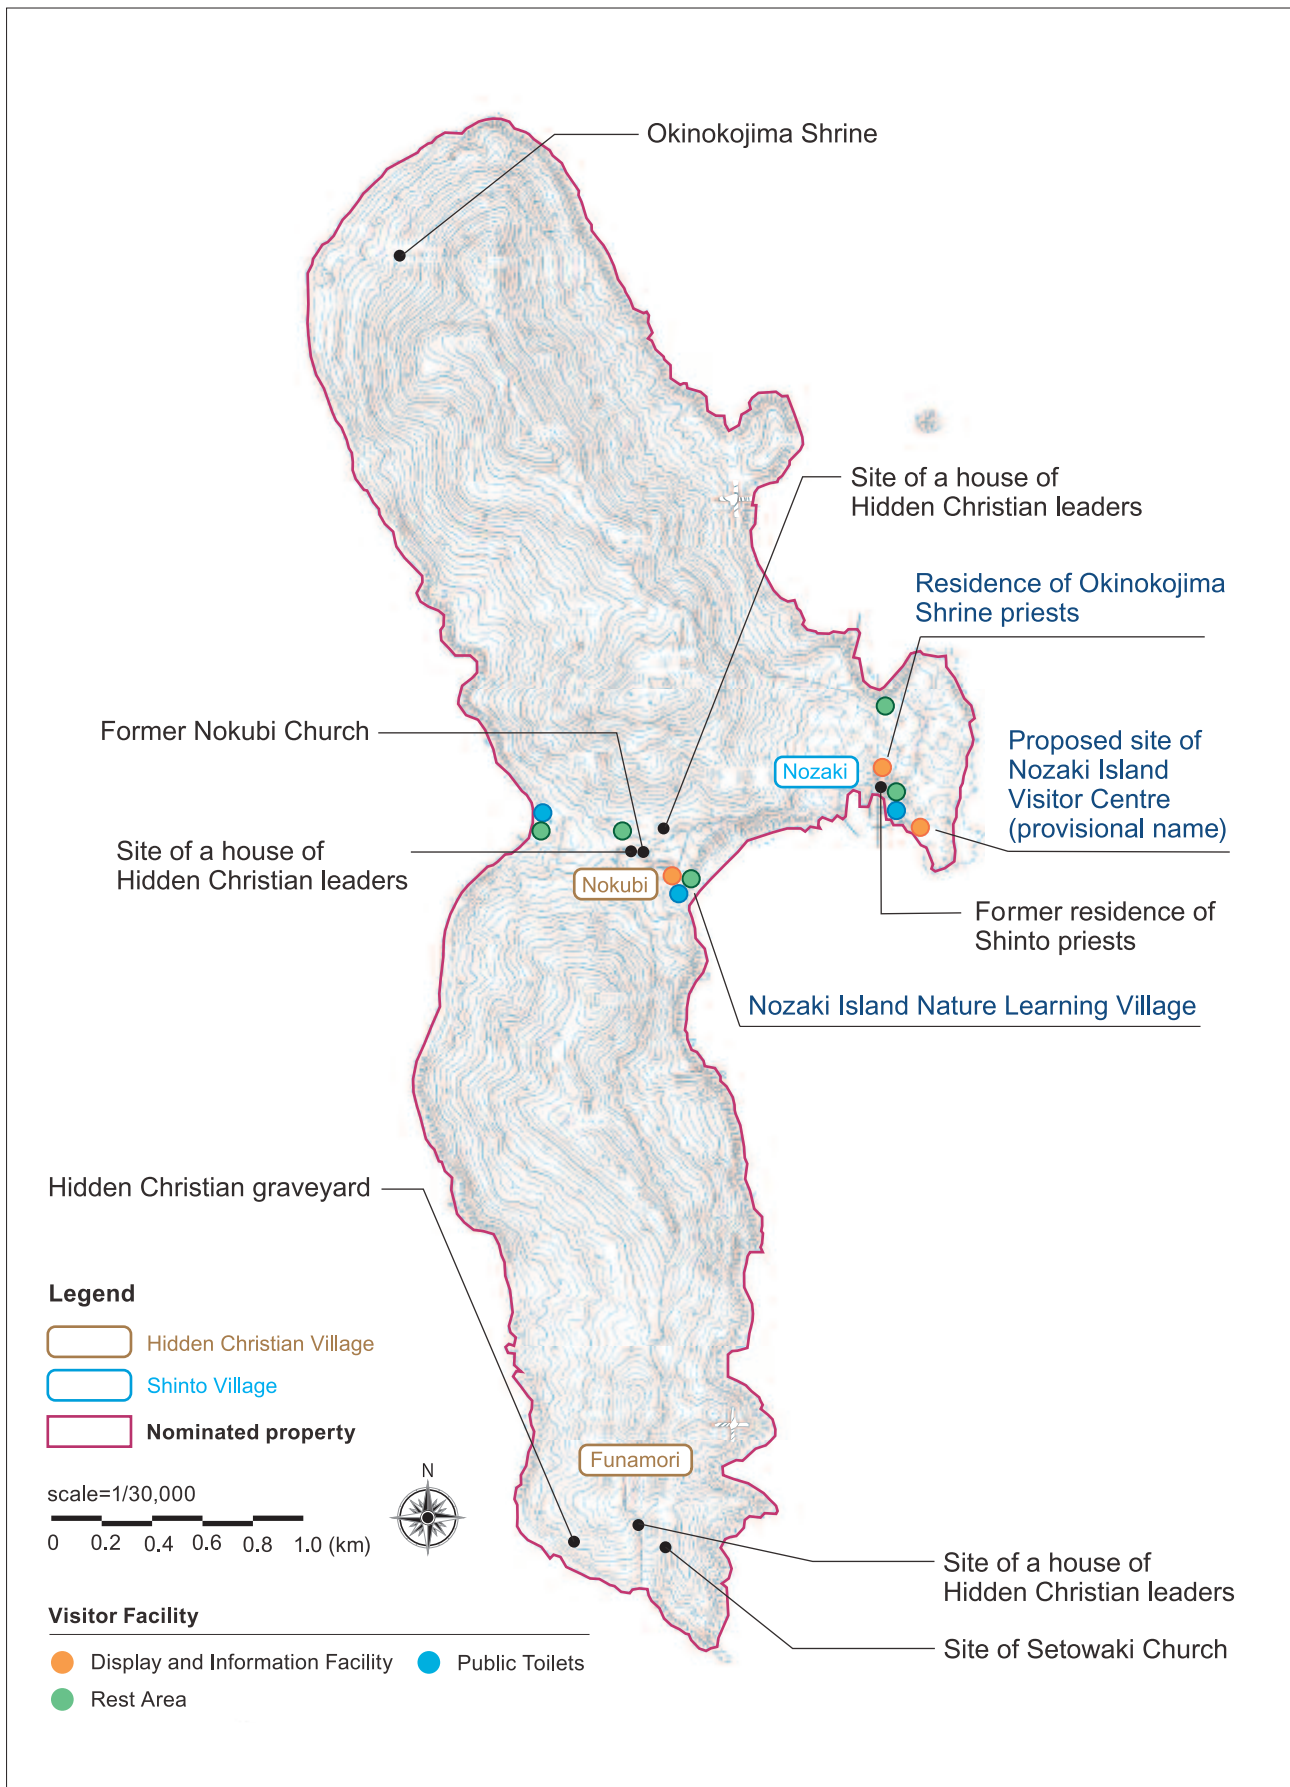 Okinokojima Shrine
Site of a house of
Hidden Christian leaders
Residence of Okinokojima
Shrine priests
Former Nokubi Church
Nozaki
Proposed site of
Nozaki Island
Visitor Centre
(provisional name)
Site of a house of
Hidden Christian leaders
Nokubi
Former residence of
Shinto priests
Nozaki Island Nature Learning Village
Hidden Christian graveyard
Legend
Hidden Christian Village
Shinto Village
Nominated property
Funamori
N
scale=1/30,000
0 0.2 0.4 0.6 0.8 1.0 (km)
Site of a house of
Hidden Christian leaders
Site of Setowaki Church
Visitor Facility
Display and Information Facility
Public Toilets
Rest Area